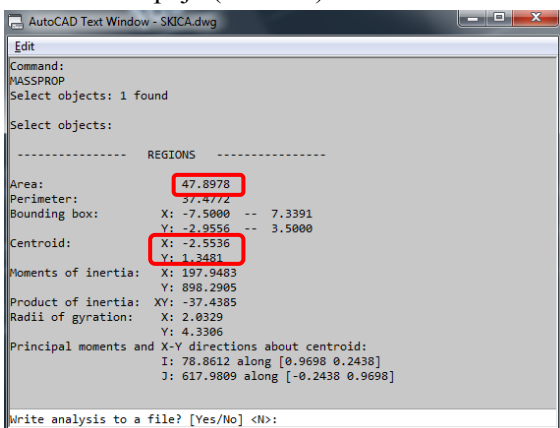 AutoCAD Text Window - SKICA.dwg
Edit
Command:
MASSPROP
Select objects: 1 found
Select objects:
---------------- REGIONS ----------------
Area: 47.8978
Perimeter: 37.4772
Bounding box: X: -7.5000 -- 7.3391
Y: -2.9556 -- 3.5000
Centroid: X: -2.5536
Y: 1.3481
Moments of inertia: X: 197.9483
Y: 898.2905
Product of inertia: XY: -37.4385
Radii of gyration: X: 2.0329
Y: 4.3306
Principal moments and X-Y directions about centroid:
I: 78.8612 along [0.9698 0.2438]
J: 617.9809 along [-0.2438 0.9698]
Write analysis to a file? [Yes/No] <N>: